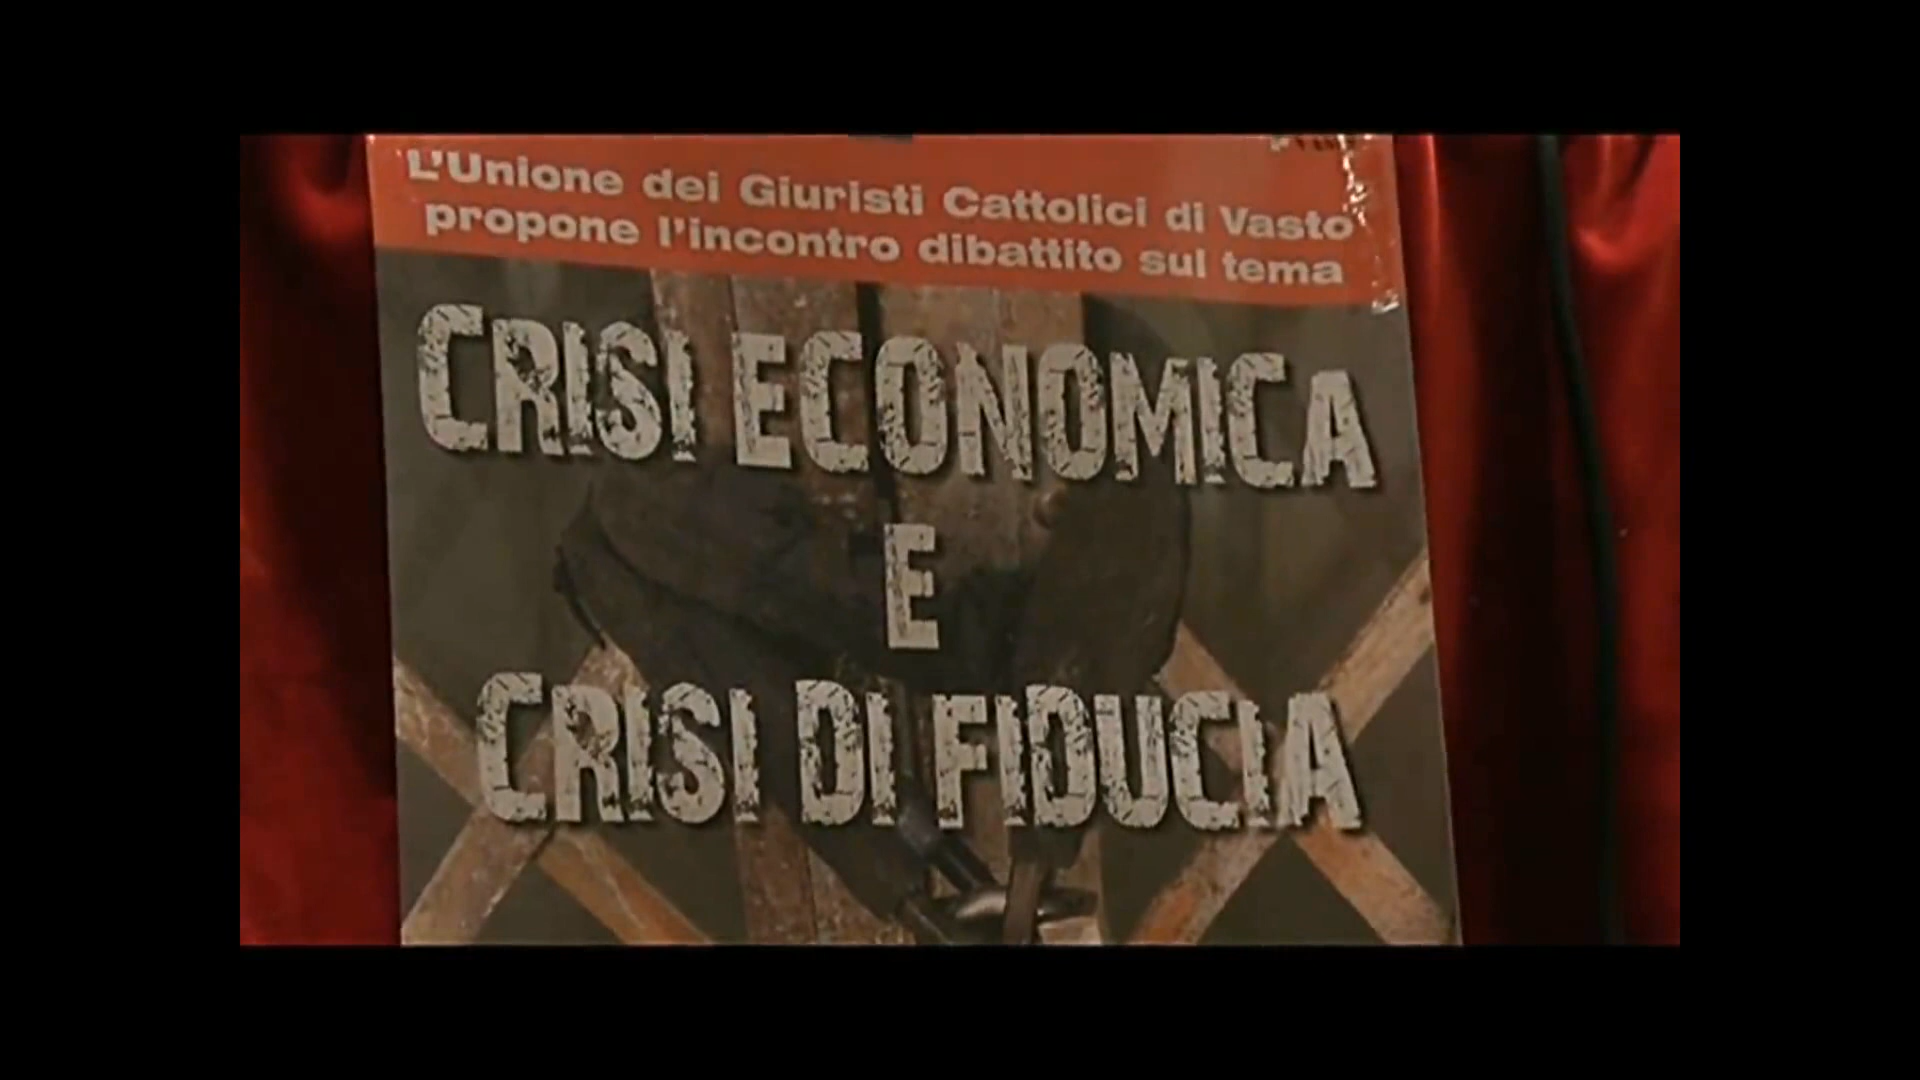 L'Unione dei Giuristi Cattolici di Vasto
propone l'incontro dibattito sul tema
CRISI ECONOMICA
E
CRISI DI FIDUCIA